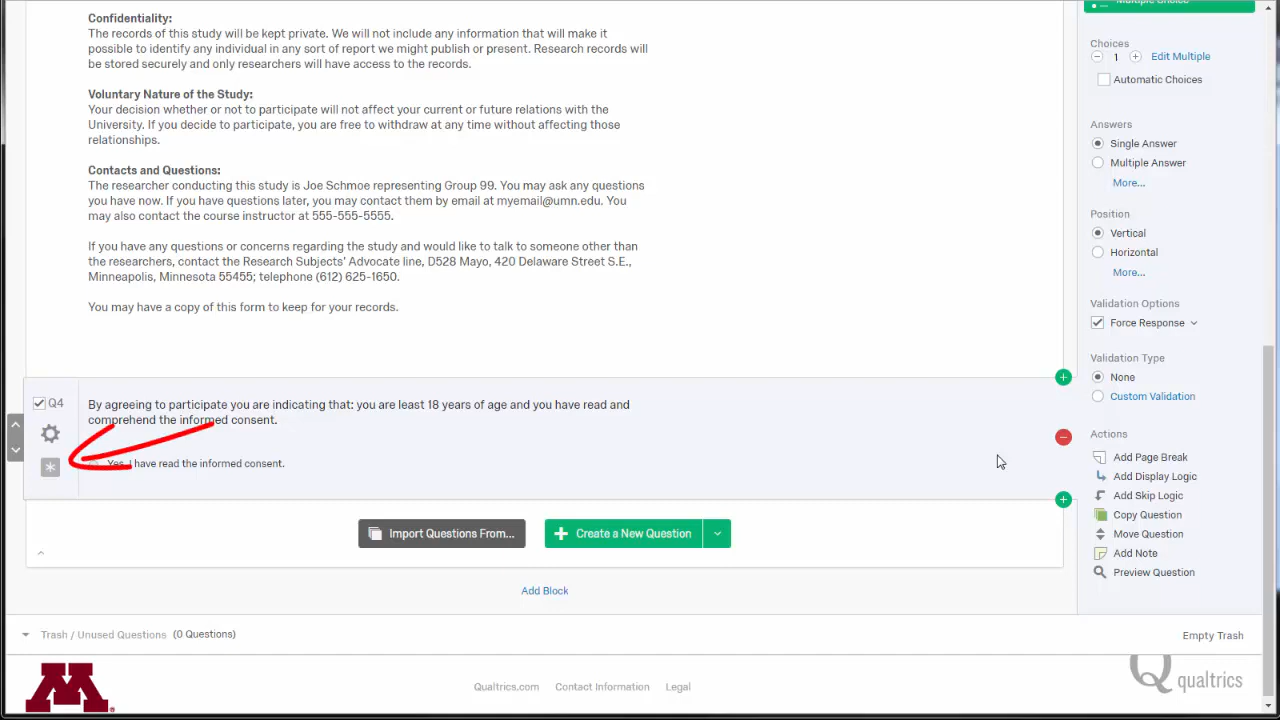 Confidentiality:
The records of this study will be kept private. We will not include any information that will make it
possible to identify any individual in any sort of report we might publish or present. Research records will
be stored securely and only researchers will have access to the records.
Voluntary Nature of the Study:
Your decision whether or not to participate will not affect your current or future relations with the
University. If you decide to participate, you are free to withdraw at any time without affecting those
relationships.
Contacts and Questions:
The researcher conducting this study is Joe Schmoe representing Group 99. You may ask any questions
you have now. If you have questions later, you may contact them by email at myemail@umn.edu. You
may also contact the course instructor at 555-555-5555.
If you have any questions or concerns regarding the study and would like to talk to someone other than
the researchers, contact the Research Subjects' Advocate line, D528 Mayo, 420 Delaware Street S.E.,
Minneapolis, Minnesota 55455; telephone (612) 625-1650.
You may have a copy of this form to keep for your records.
Q4
By agreeing to participate you are indicating that: you are least 18 years of age and you have read and
comprehend the informed consent.
Yes, I have read the informed consent.
Import Questions From...
Create a New Question
Add Block
Trash / Unused Questions (0 Questions)
Empty Trash
M
Qualtrics.com
Contact Information
Legal
qualtrics
Multiple Choice
Choices
1
Edit Multiple
Automatic Choices
Answers
Single Answer
Multiple Answer
More...
Position
Vertical
Horizontal
More...
Validation Options
Force Response
Validation Type
None
Custom Validation
Actions
Add Page Break
Add Display Logic
Add Skip Logic
Copy Question
Move Question
Add Note
Preview Question